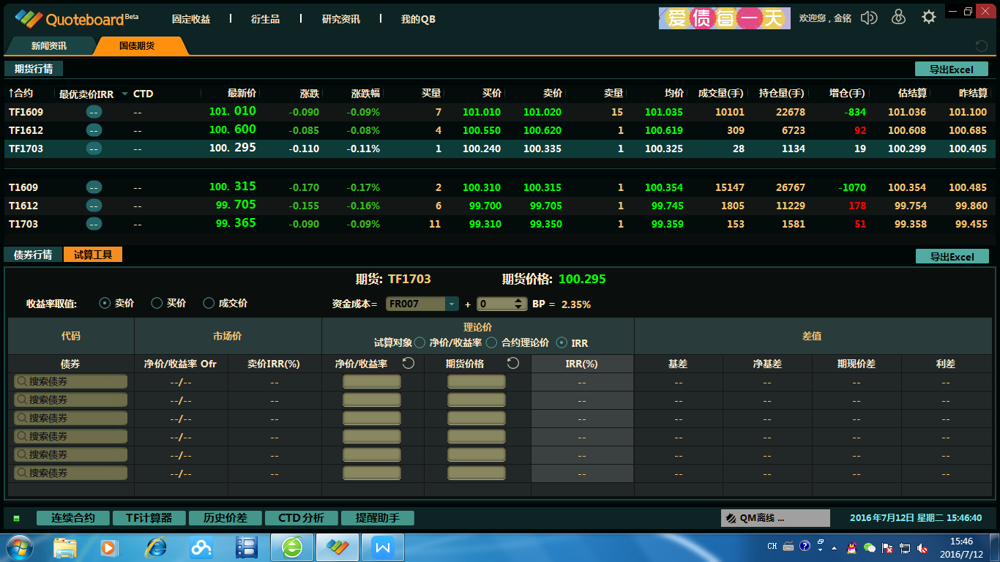 Quoteboard Beta 固定收益 衍生品 研究资讯 我的QB 爱债每一天 欢迎您，金铭
新闻资讯 国债期货
期货行情 导出Excel
↑合约 最优卖价IRR CTD 最新价 涨跌 涨跌幅 买量 买价 卖价 卖量 均价 成交量(手) 持仓量(手) 增仓(手) 估结算 昨结算
TF1609 -- -- 101. 010 -0.090 -0.09% 7 101.010 101.020 15 101.035 10101 22678 -834 101.036 101.100
TF1612 -- -- 100. 600 -0.085 -0.08% 4 100.550 100.620 1 100.619 309 6723 92 100.608 100.685
TF1703 -- -- 100. 295 -0.110 -0.11% 1 100.240 100.335 1 100.325 28 1134 19 100.299 100.405
T1609 -- -- 100. 315 -0.170 -0.17% 2 100.310 100.315 1 100.354 15147 26767 -1070 100.354 100.485
T1612 -- -- 99. 705 -0.155 -0.16% 6 99.700 99.705 1 99.745 1805 11229 178 99.754 99.860
T1703 -- -- 99. 365 -0.090 -0.09% 11 99.310 99.350 1 99.359 153 1581 51 99.358 99.455
债券行情 试算工具 导出Excel
期货: TF1703 期货价格: 100.295
收益率取值: 卖价 买价 成交价 资金成本= FR007 + 0 BP = 2.35%
代码 市场价 理论价 差值
试算对象 净价/收益率 合约理论价 IRR
债券 净价/收益率 Ofr 卖价IRR(%) 净价/收益率 期货价格 IRR(%) 基差 净基差 期现价差 利差
搜索债券 --/-- -- -- -- -- -- --
搜索债券 --/-- -- -- -- -- -- --
搜索债券 --/-- -- -- -- -- -- --
搜索债券 --/-- -- -- -- -- -- --
搜索债券 --/-- -- -- -- -- -- --
搜索债券 --/-- -- -- -- -- -- --
连续合约 TF计算器 历史价差 CTD分析 提醒助手 QM离线 ... 2016年7月12日 星期二 15:46:40
CH 15:46
2016/7/12